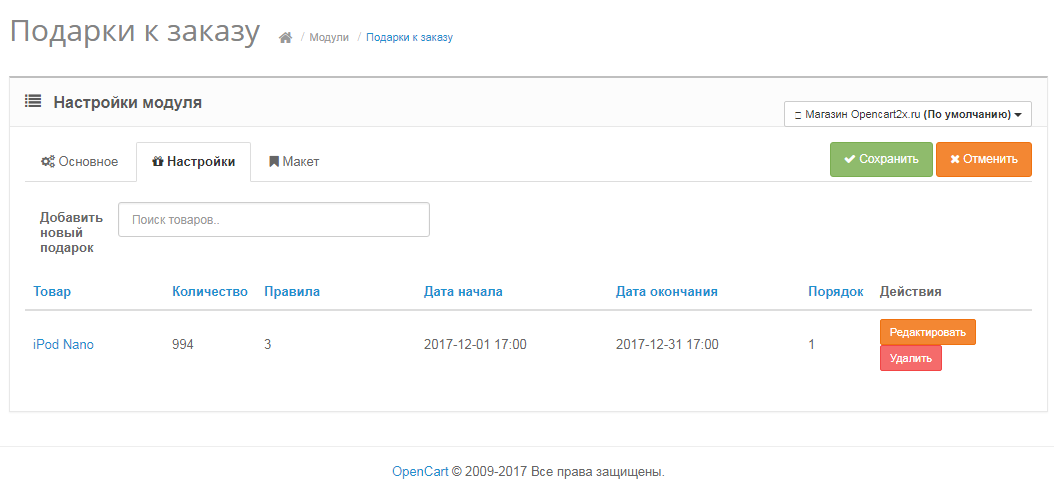 Подарки к заказу / Модули / Подарки к заказу
Настройки модуля
Магазин Opencart2x.ru (По умолчанию)
Основное Настройки Макет Сохранить Отменить
Добавить
новый
подарок
Поиск товаров..
Товар Количество Правила Дата начала Дата окончания Порядок Действия
iPod Nano 994 3 2017-12-01 17:00 2017-12-31 17:00 1 Редактировать
Удалить
OpenCart © 2009-2017 Все права защищены.